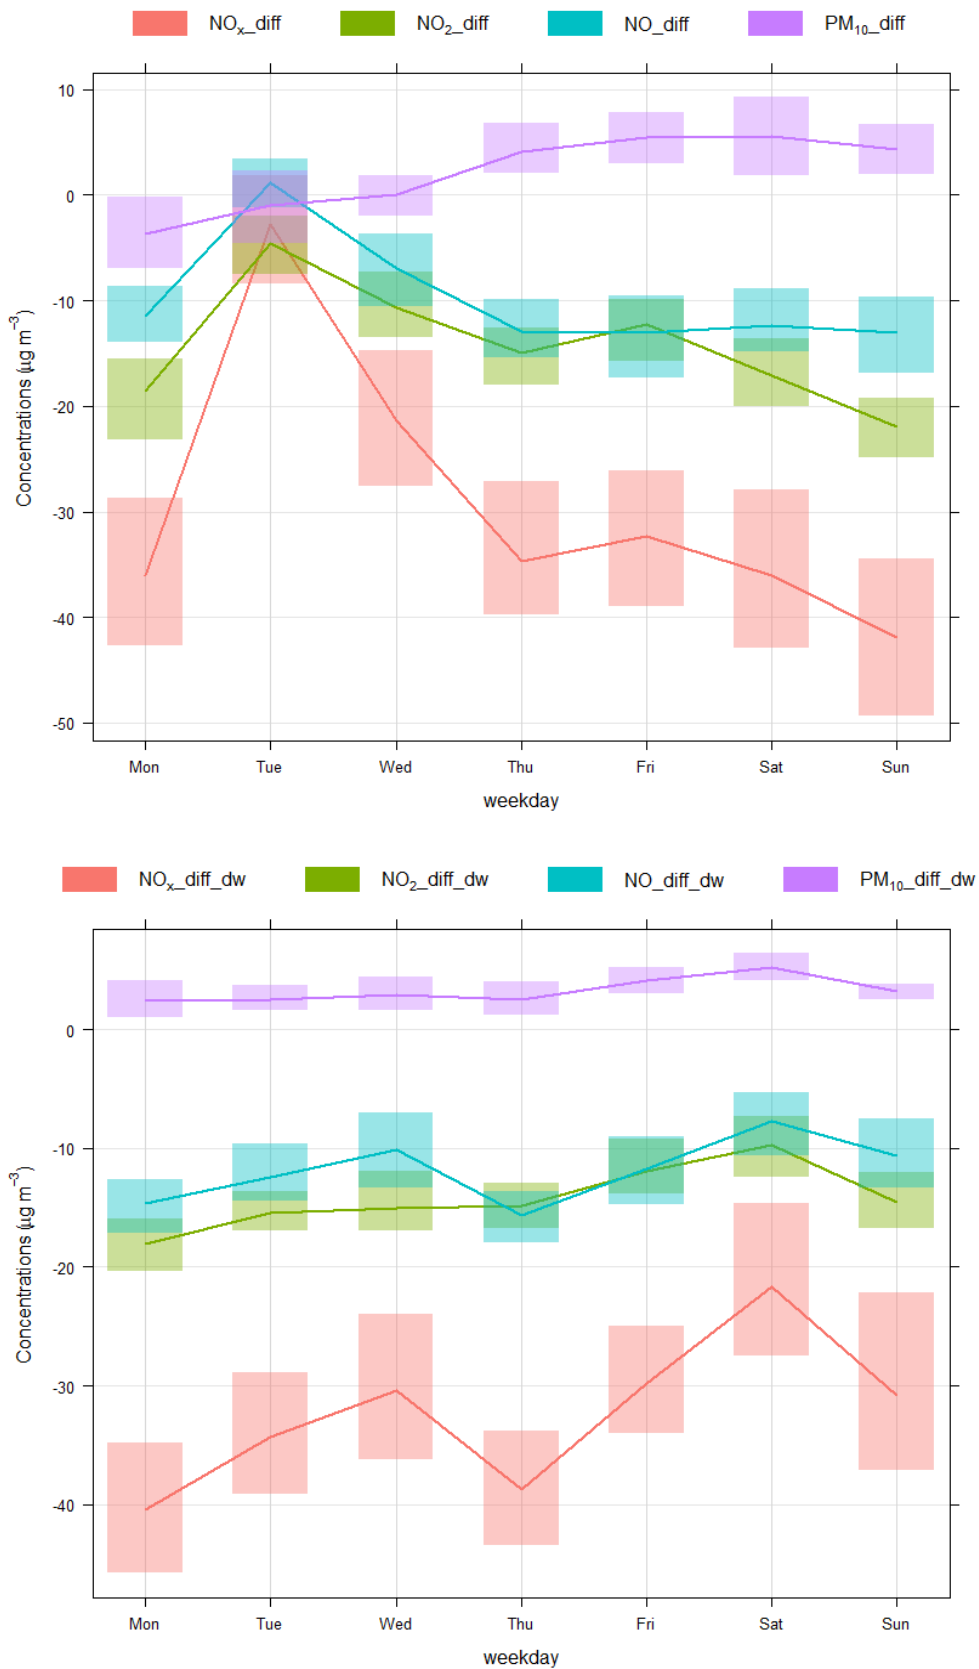 NOx_diff NO2_diff NO_diff PM10_diff
10
0
-10
-20
-30
-40
-50
Concentrations (µg m−3)
Mon Tue Wed Thu Fri Sat Sun
weekday
NOx_diff_dw NO2_diff_dw NO_diff_dw PM10_diff_dw
0
-10
-20
-30
-40
Concentrations (µg m−3)
Mon Tue Wed Thu Fri Sat Sun
weekday